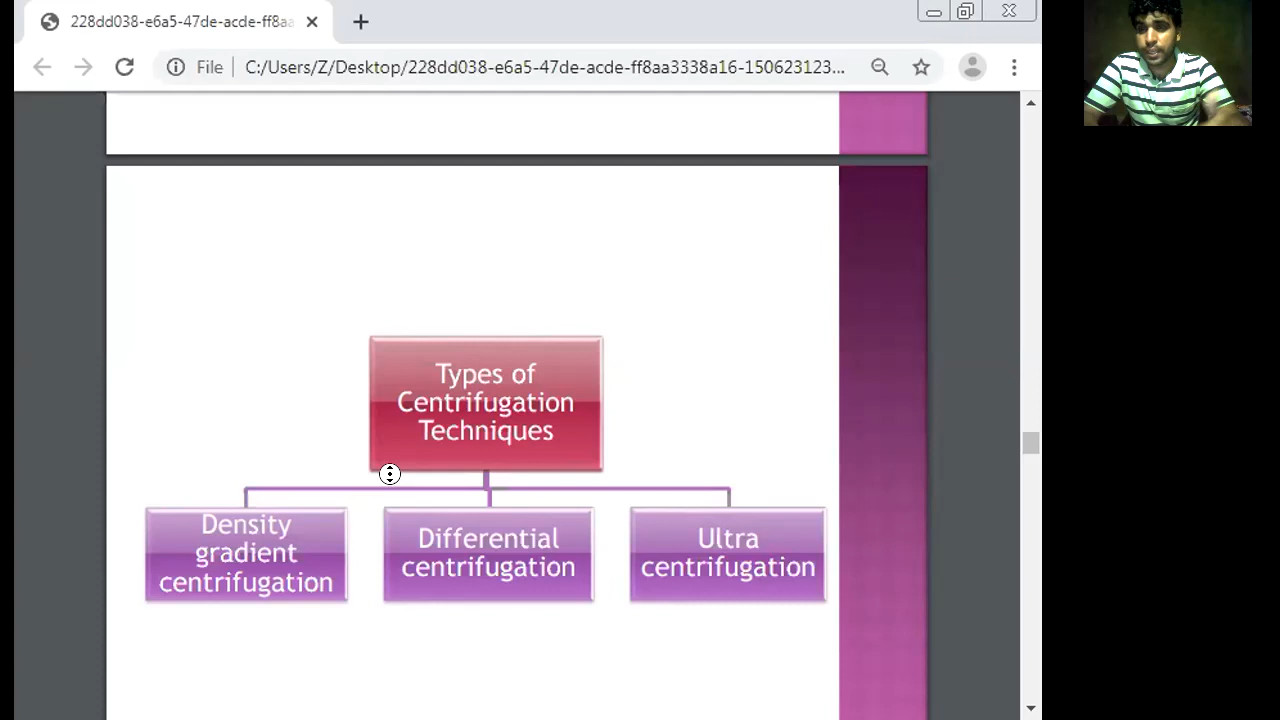 228dd038-e6a5-47de-acde-ff8aa
File
C:/Users/Z/Desktop/228dd038-e6a5-47de-acde-ff8aa3338a16-150623123...
Types of
Centrifugation
Techniques
Density
gradient
centrifugation
Differential
centrifugation
Ultra
centrifugation